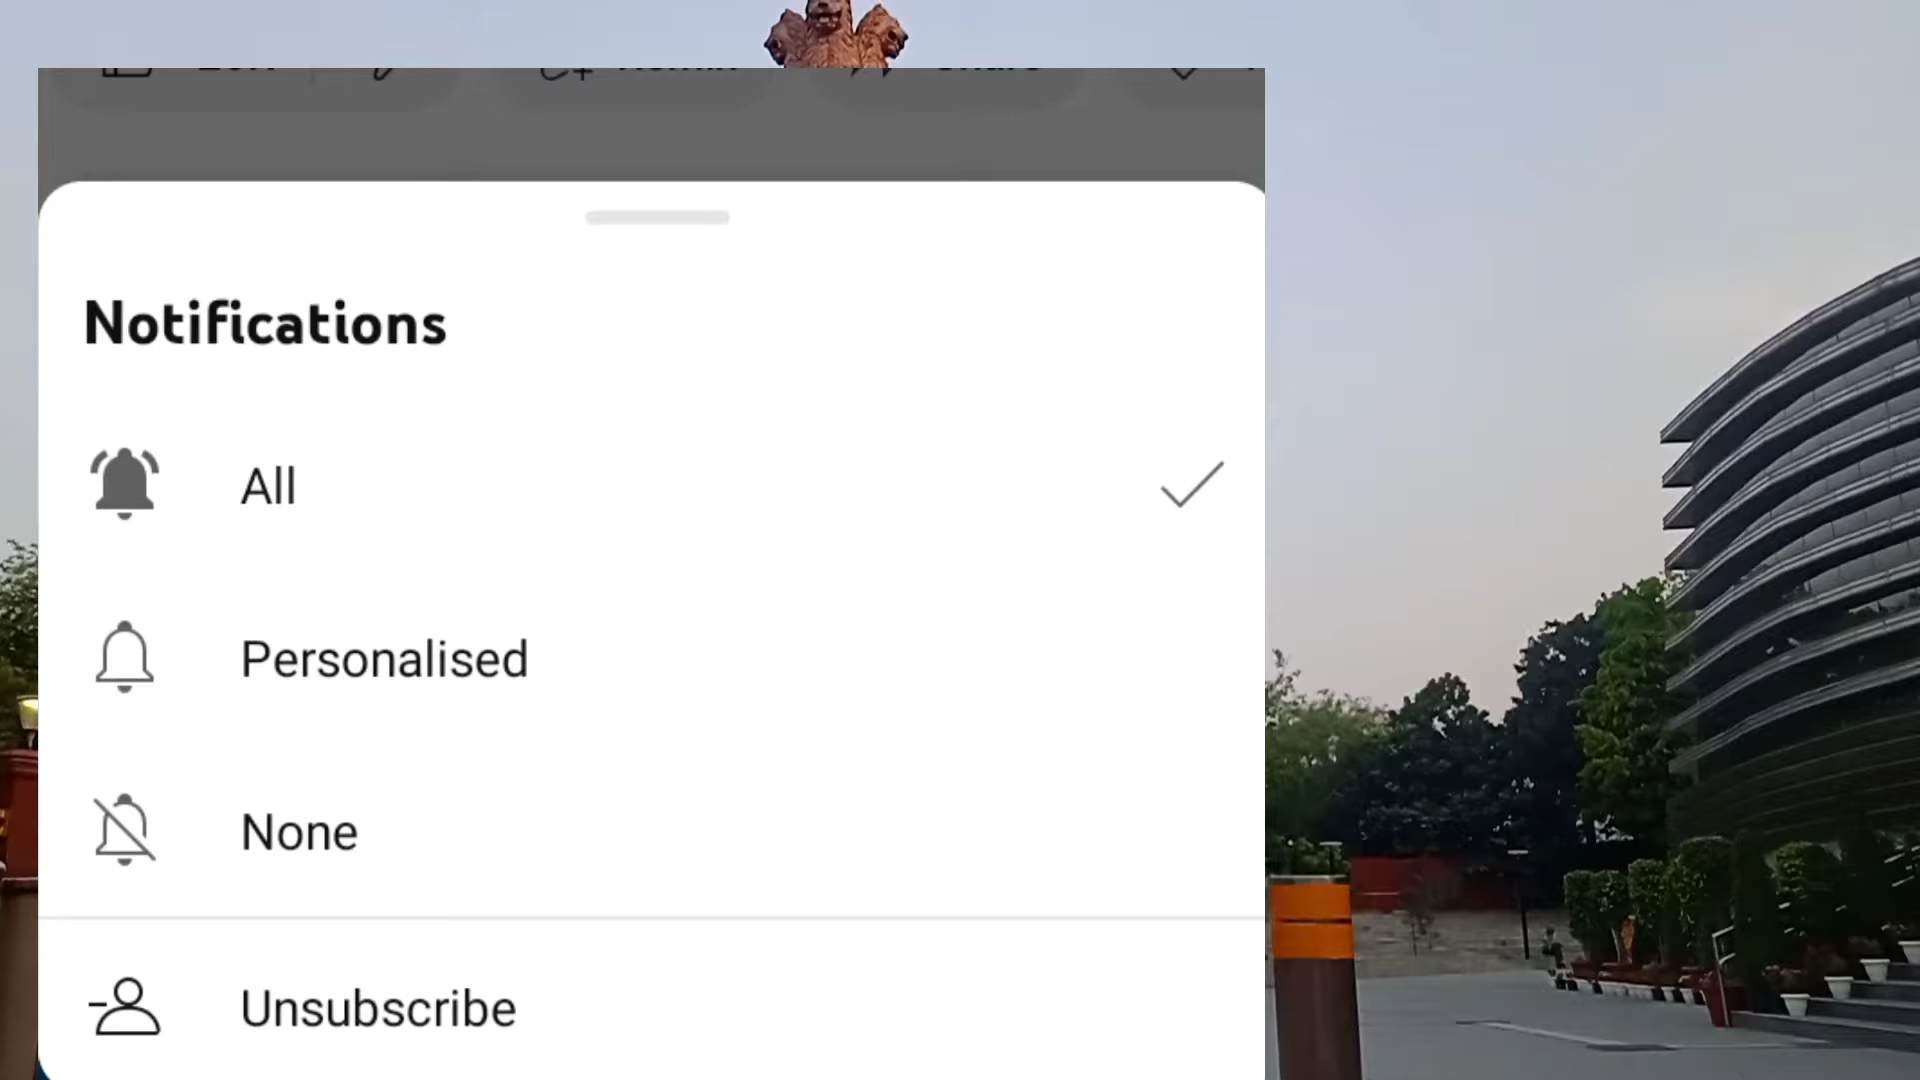 Notifications
All
Personalised
None
Unsubscribe